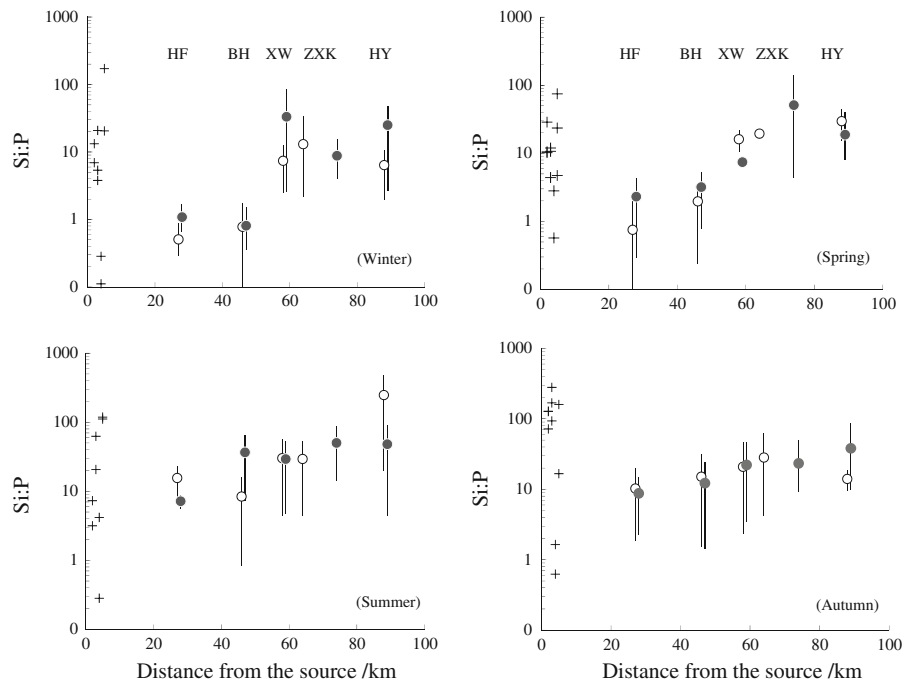 1000
100
10
1
0
Si:P
HF BH XW ZXK HY
(Winter)
0 20 40 60 80 100
1000
100
10
1
0
Si:P
HF BH XW ZXK HY
(Spring)
0 20 40 60 80 100
1000
100
10
1
0
Si:P
(Summer)
0 20 40 60 80 100
Distance from the source /km
1000
100
10
1
0
Si:P
(Autumn)
0 20 40 60 80 100
Distance from the source /km